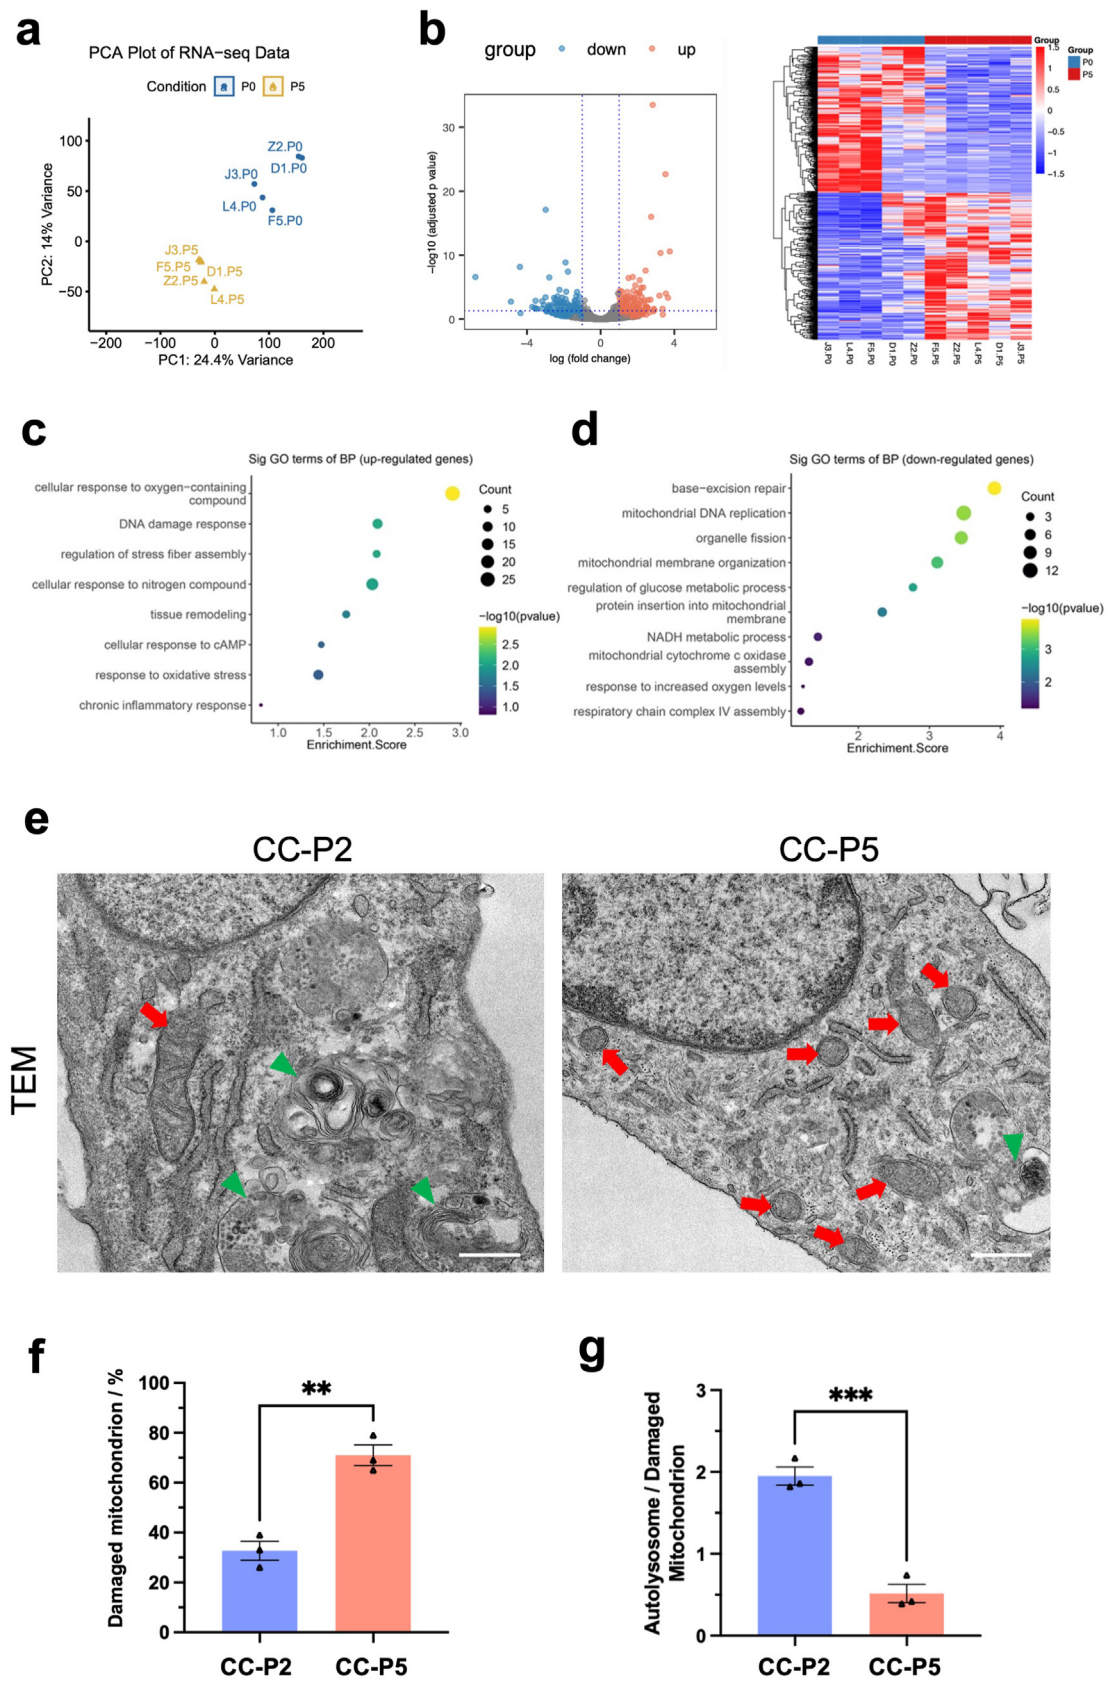 a
PCA Plot of RNA-seq Data
Condition P0 P5
100
50
0
−50
PC2: 14% Variance
Z2.P0
D1.P0
J3.P0
L4.P0
F5.P0
J3.P5
F5.P5
D1.P5
Z2.P5
L4.P5
−200 −100 0 100 200
PC1: 24.4% Variance
b
group down up
30
20
10
0
−log10 (adjusted p value)
−4 0 4
log (fold change)
Group
1.5
1
0.5
0
−0.5
−1
−1.5
Group
P0
P5
J3.P0
L4.P0
F5.P0
D1.P0
Z2.P0
F5.P5
Z2.P5
L4.P5
D1.P5
J3.P5
c
Sig GO terms of BP (up-regulated genes)
cellular response to oxygen-containing
compound
DNA damage response
regulation of stress fiber assembly
cellular response to nitrogen compound
tissue remodeling
cellular response to cAMP
response to oxidative stress
chronic inflammatory response
1.0 1.5 2.0 2.5 3.0
Enrichiment.Score
Count
5
10
15
20
25
−log10(pvalue)
2.5
2.0
1.5
1.0
d
Sig GO terms of BP (down-regulated genes)
base−excision repair
mitochondrial DNA replication
organelle fission
mitochondrial membrane organization
regulation of glucose metabolic process
protein insertion into mitochondrial
membrane
NADH metabolic process
mitochondrial cytochrome c oxidase
assembly
response to increased oxygen levels
respiratory chain complex IV assembly
2 3 4
Enrichment.Score
Count
3
6
9
12
−log10(pvalue)
3
2
e
CC-P2
CC-P5
TEM
f
Damaged mitochondrion / %
100
80
60
40
20
0
**
CC-P2 CC-P5
g
Autolysosome / Damaged
Mitochondrion
3
2
1
0
***
CC-P2 CC-P5